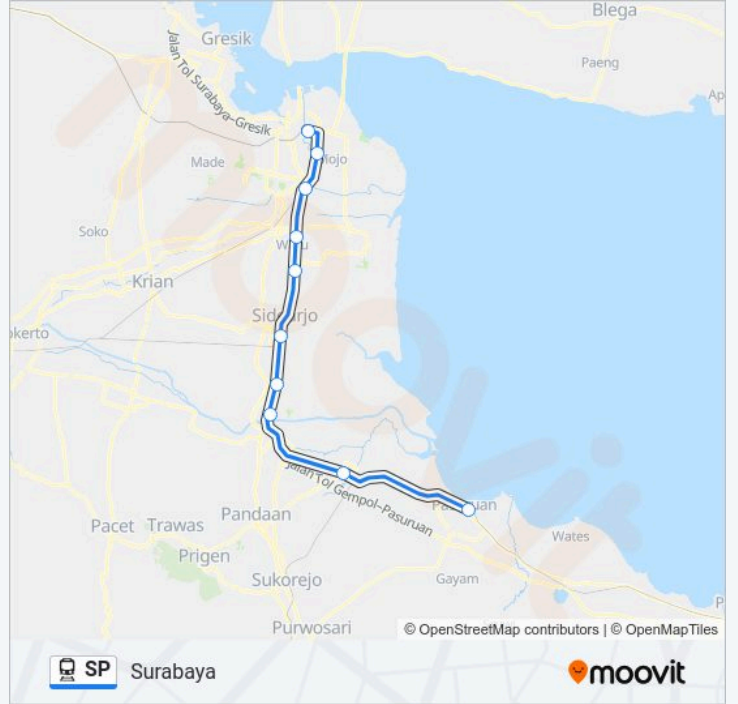 Blega
Gresik
Paeng
Jalan Tol Surabaya-Gresik
Made
Soko
Krian
Pacet
Trawas
Pandaan
Jalan Tol Gempol-Pasuruan
Prigen
Wates
Sukorejo
Gayam
Purwosari
© OpenStreetMap contributors | © OpenMapTiles
SP
Surabaya
moovit